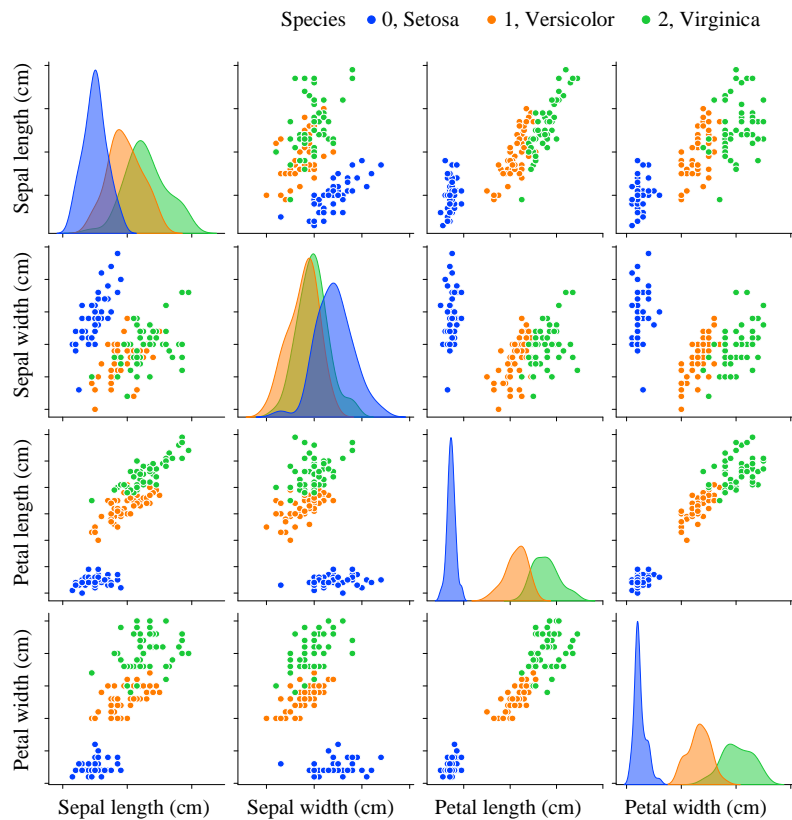 Species 0, Setosa 1, Versicolor 2, Virginica
Sepal length (cm)
Sepal width (cm)
Petal length (cm)
Petal width (cm)
Sepal length (cm) Sepal width (cm) Petal length (cm) Petal width (cm)